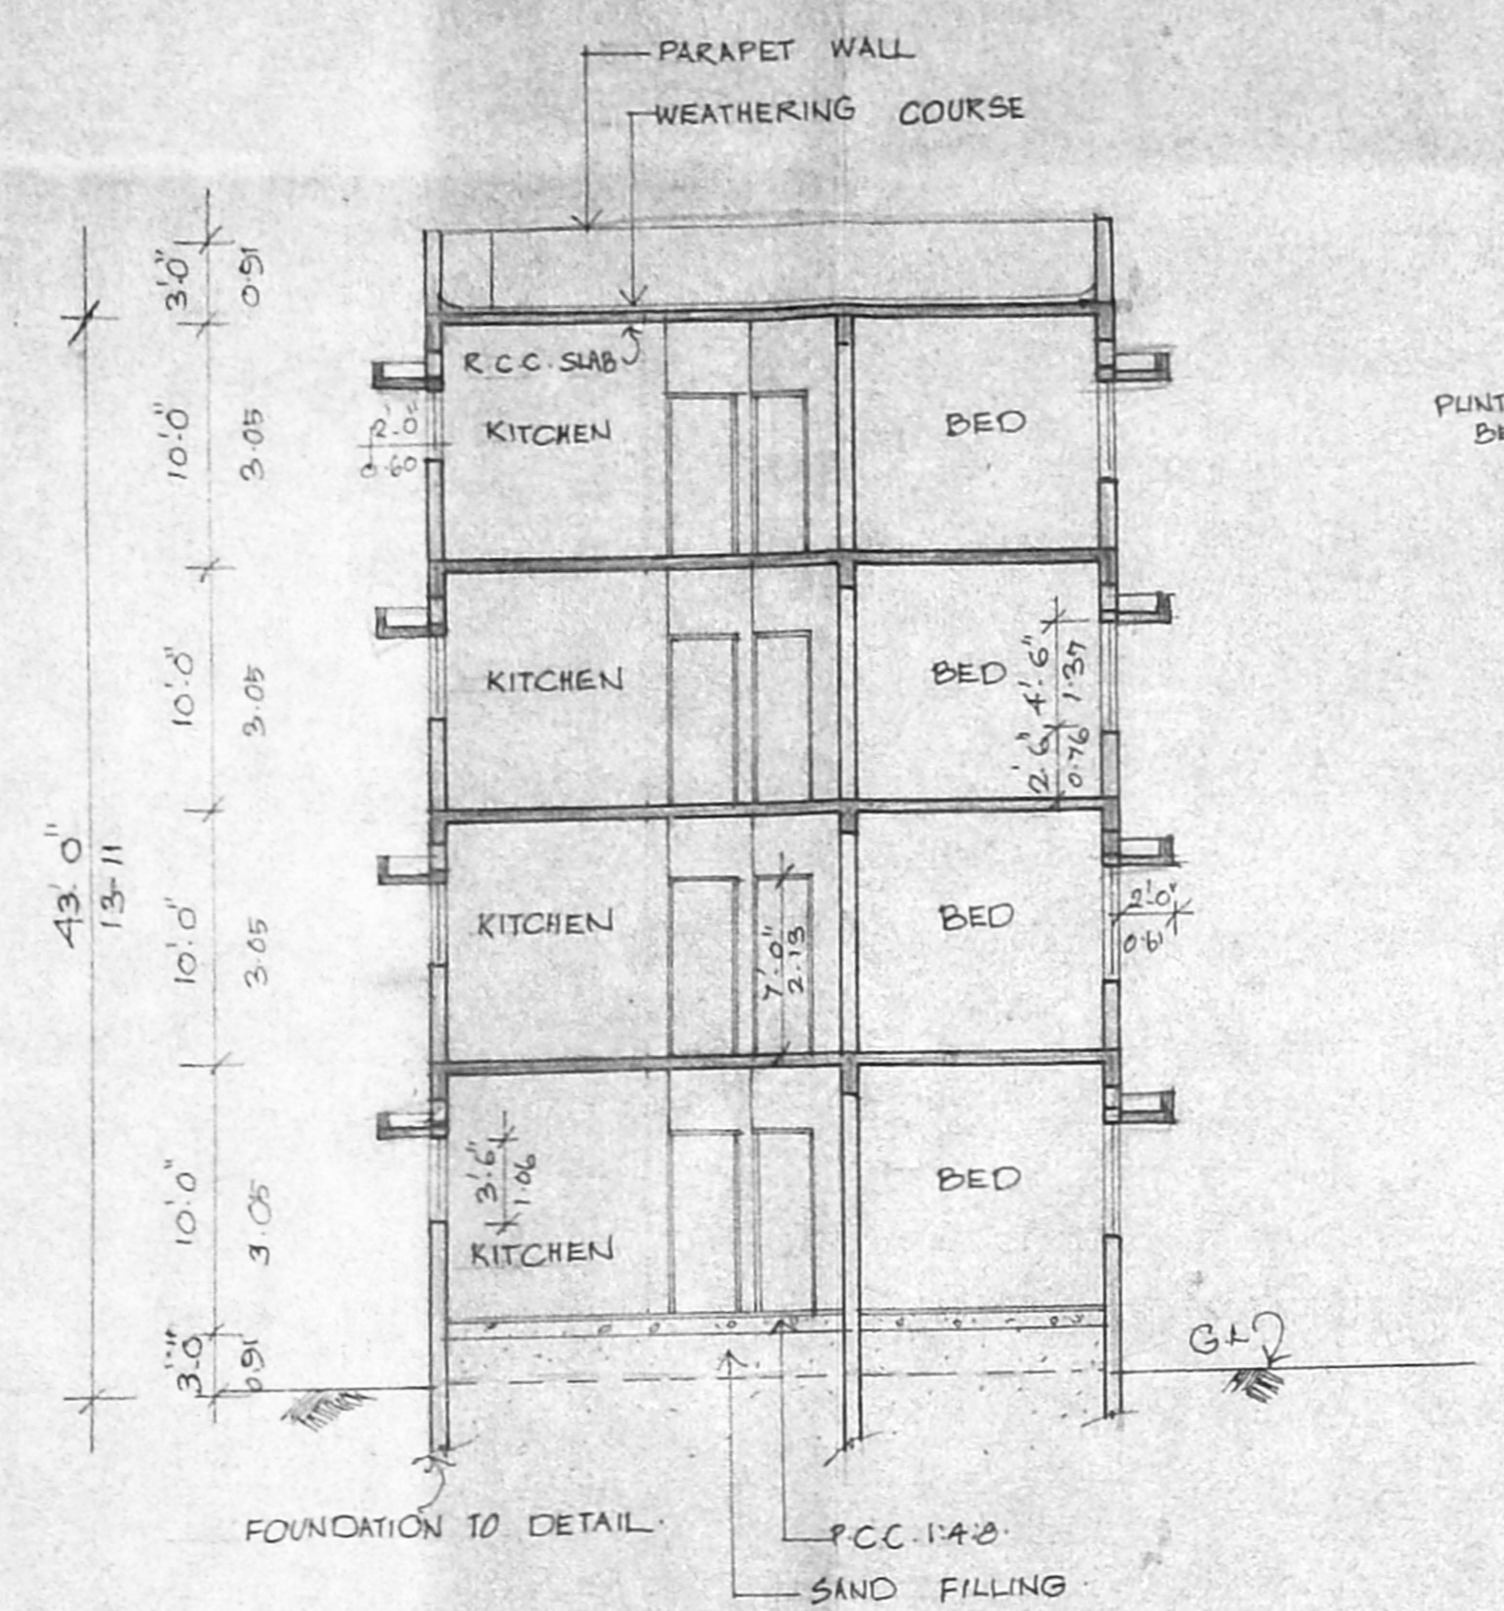 PARAPET WALL
WEATHERING COURSE
3'0"
0.91
R.C.C. SLAB
10'.0"
3.05
2'-0"
0.60
KITCHEN
BED
PLINT
BE
10'.0"
3.05
KITCHEN
BED
4'.6"
1.37
2'.6"
0.76
43'.0"
13-11
10'.0"
3.05
KITCHEN
7'.0"
2.13
BED
2'-0"
0.61
10'.0"
3.05
3'.6"
1.06
KITCHEN
BED
3'.0"
0.91
G.L
FOUNDATION TO DETAIL.
P.C.C. 1:4:8.
SAND FILLING.